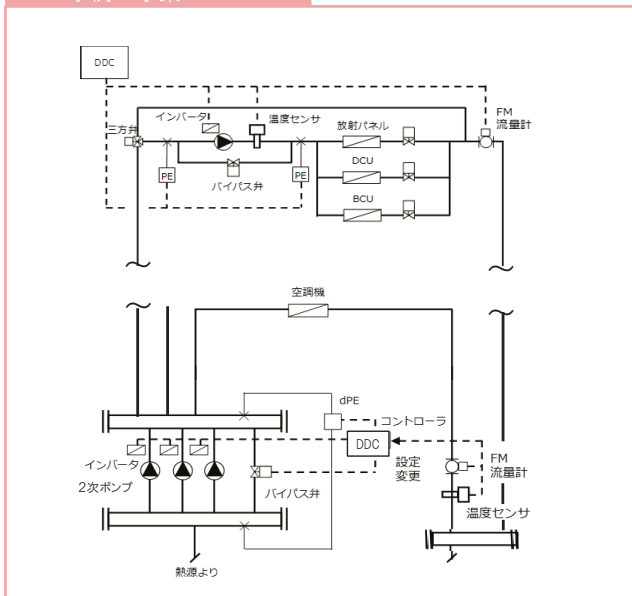 DDC
インバータ
温度センサ
放射パネル
FM
流量計
三方弁
DCU
PE
PE
バイパス弁
BCU
空調機
dPE
コントローラ
DDC
インバータ
2次ポンプ
バイパス弁
設定
変更
FM
流量計
温度センサ
熱源より